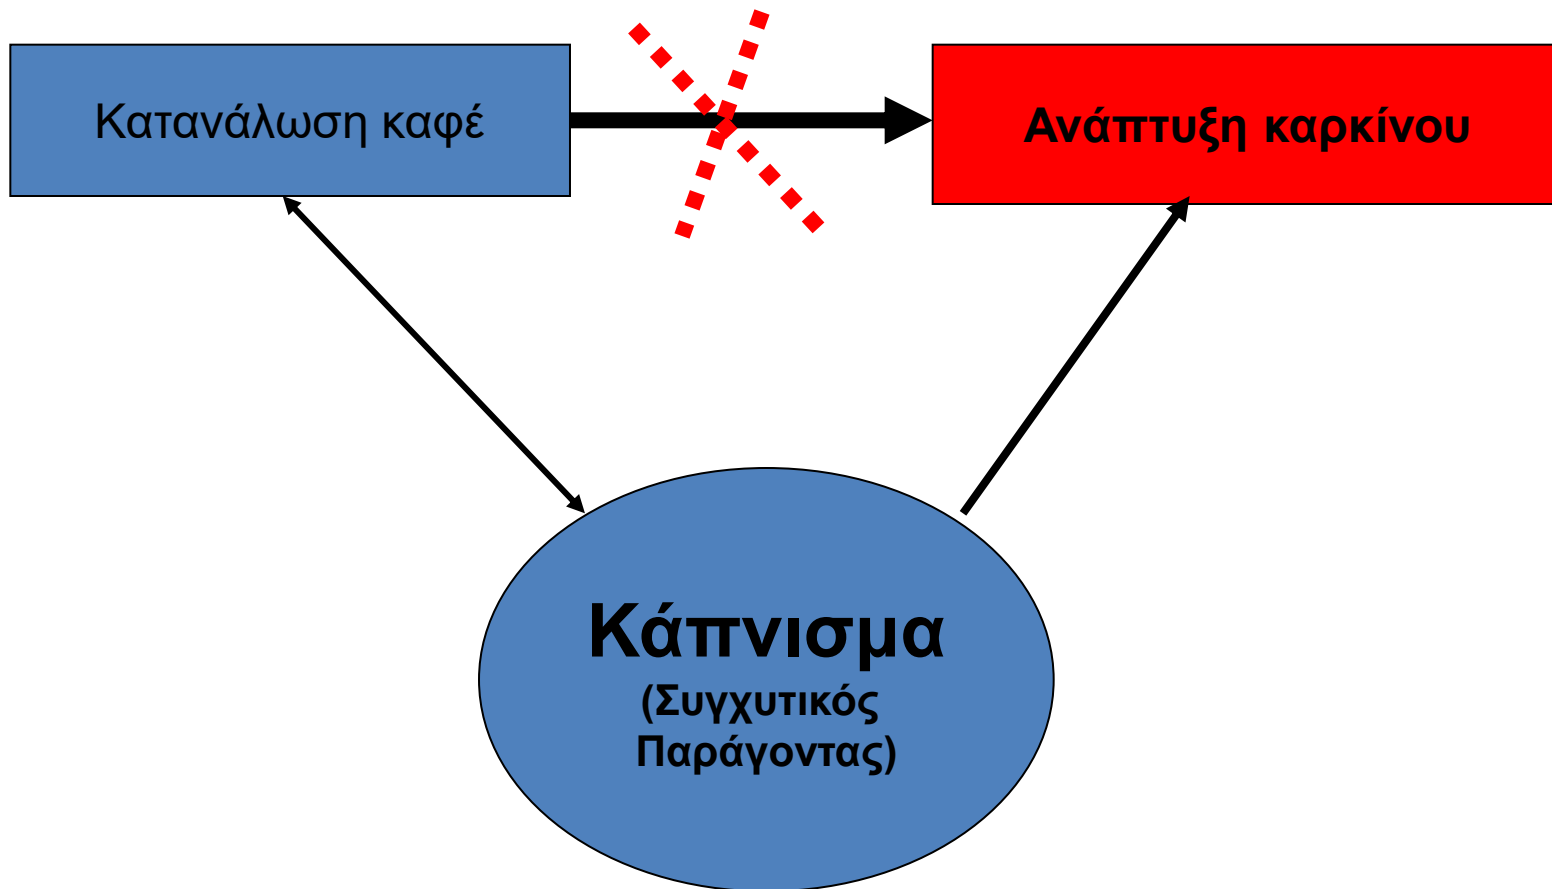 Κατανάλωση καφέ
Ανάπτυξη καρκίνου
Κάπνισμα
(Συγχυτικός
Παράγοντας)